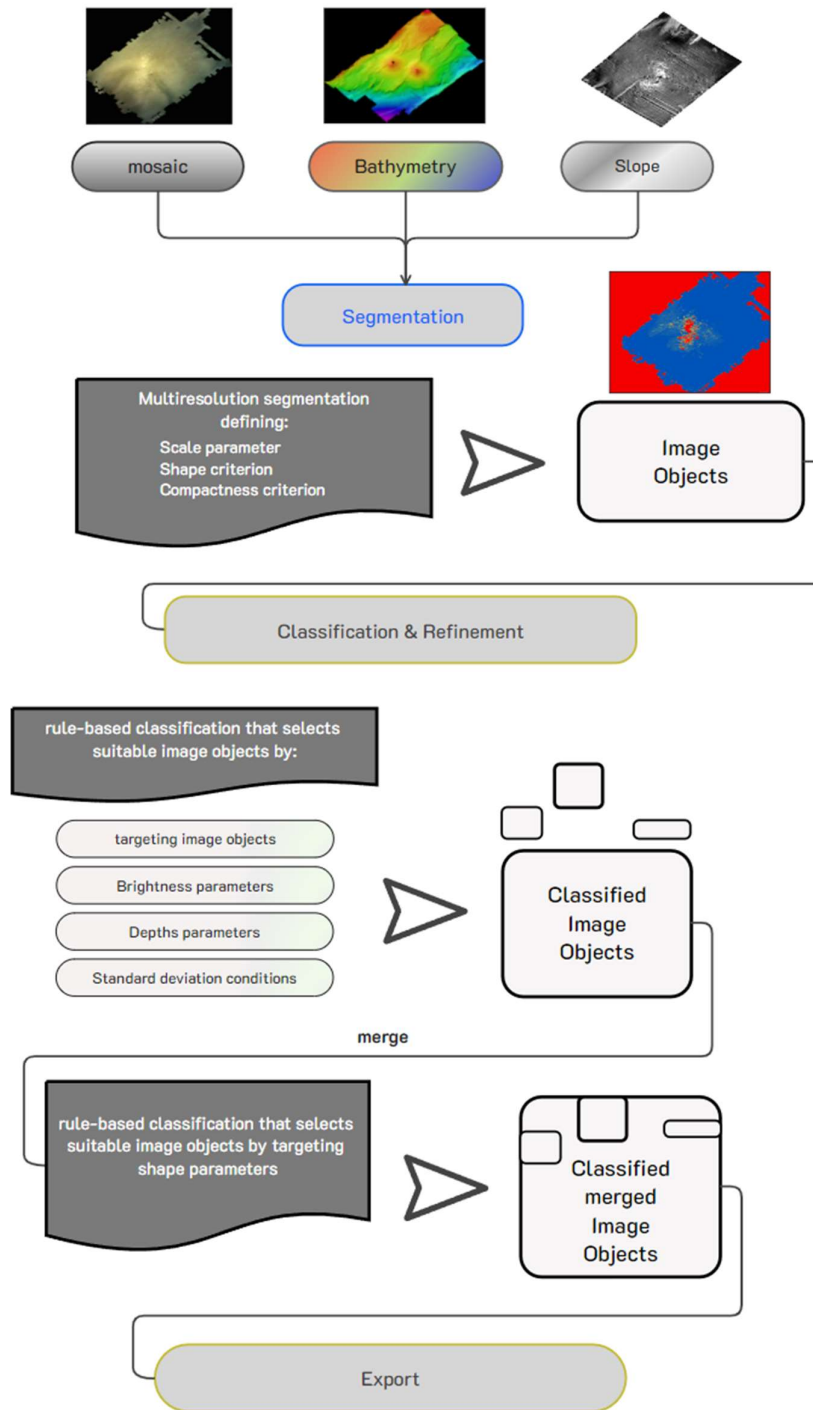 mosaic
Bathymetry
Slope
Segmentation
Multiresolution segmentation
defining:
Scale parameter
Shape criterion
Compactness criterion
Image
Objects
Classification & Refinement
rule-based classification that selects
suitable image objects by:
targeting image objects
Brightness parameters
Depths parameters
Standard deviation conditions
Classified
Image
Objects
merge
rule-based classification that selects
suitable image objects by targeting
shape parameters
Classified
merged
Image
Objects
Export